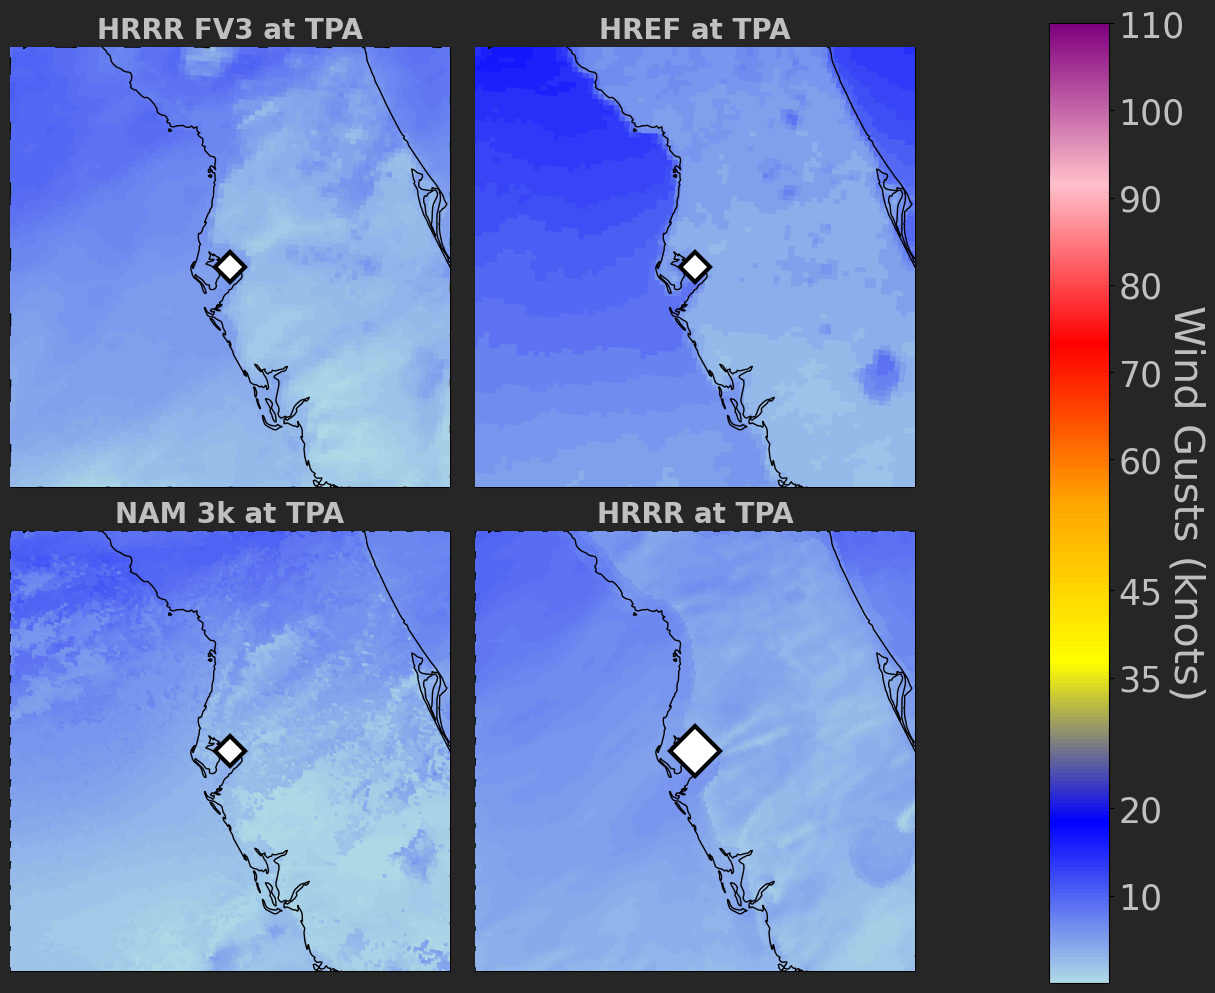 HRRR FV3 at TPA
HREF at TPA
NAM 3k at TPA
HRRR at TPA
110
100
90
80
70
60
45
35
20
10
Wind Gusts (knots)